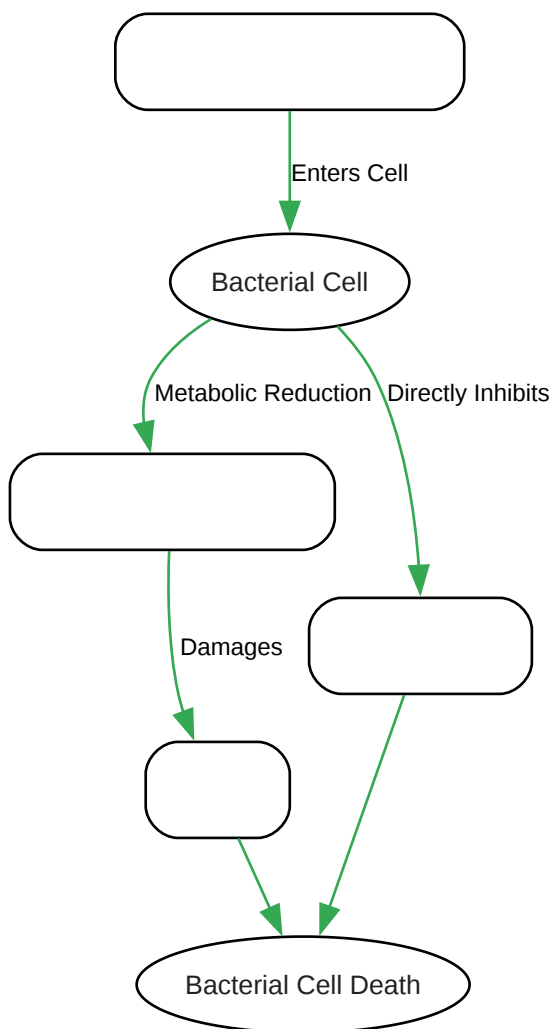 Enters Cell
Bacterial Cell
Metabolic Reduction
Directly Inhibits
Damages
Bacterial Cell Death